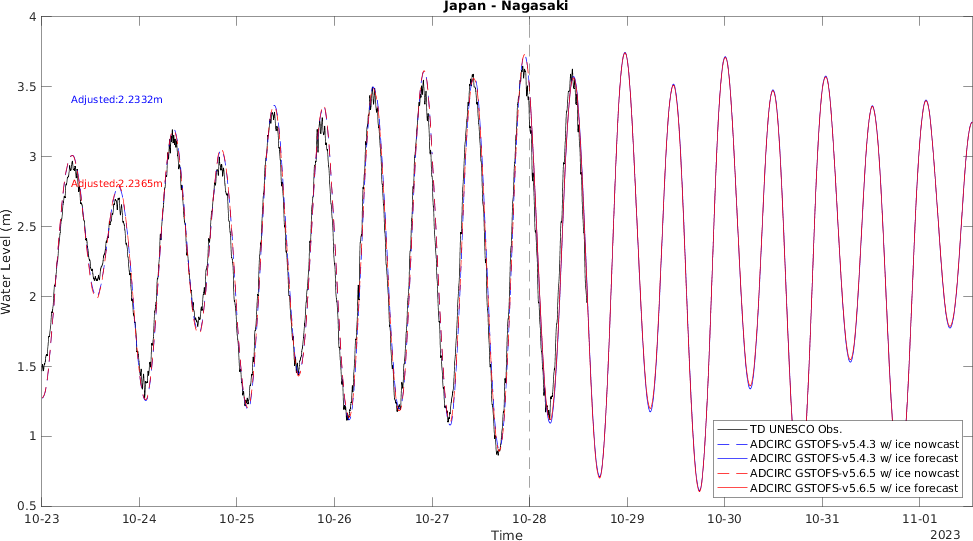 Japan - Nagasaki
4
3.5
3
2.5
2
1.5
1
0.5
Water Level (m)
Adjusted:2.2332m
Adjusted:2.2365m
TD UNESCO Obs.
ADCIRC GSTOFS-v5.4.3 w/ ice nowcast
ADCIRC GSTOFS-v5.4.3 w/ ice forecast
ADCIRC GSTOFS-v5.6.5 w/ ice nowcast
ADCIRC GSTOFS-v5.6.5 w/ ice forecast
10-23 10-24 10-25 10-26 10-27 10-28 10-29 10-30 10-31 11-01
Time
2023